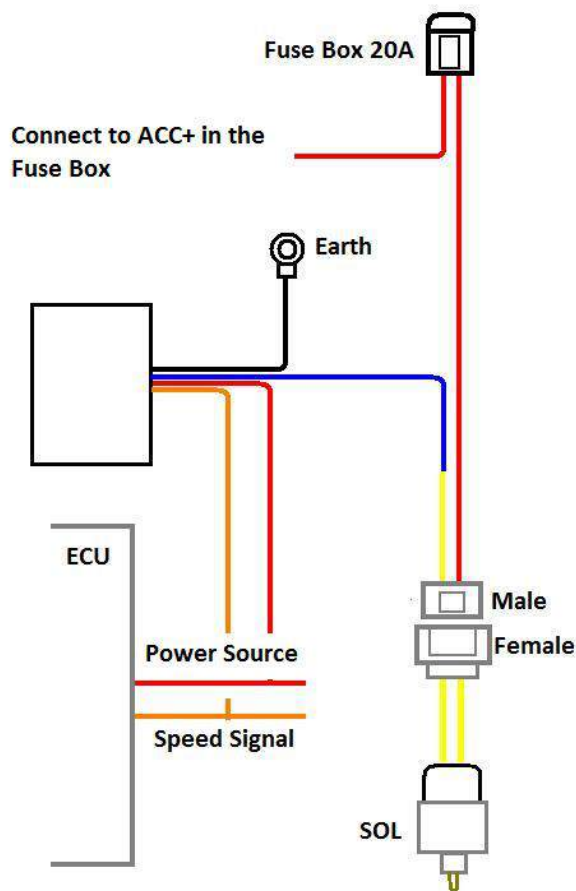 Fuse Box 20A
Connect to ACC+ in the
Fuse Box
Earth
ECU
Male
Female
Power Source
Speed Signal
SOL